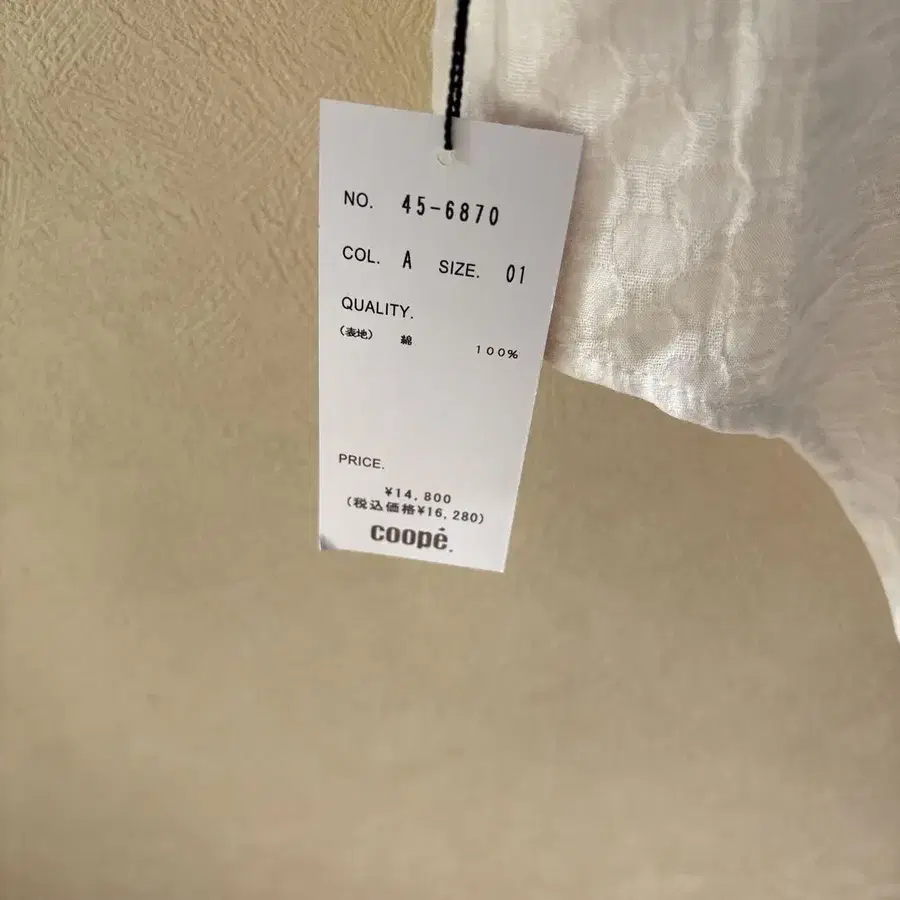 NO. 45-6870
COL. A SIZE. 01
QUALITY.
(表地) 綿 100%
PRICE.
¥14,800
(税込価格¥16,280)
coopé.